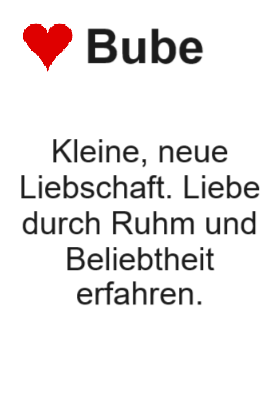 Bube
Kleine, neue
Liebschaft. Liebe
durch Ruhm und
Beliebtheit
erfahren.